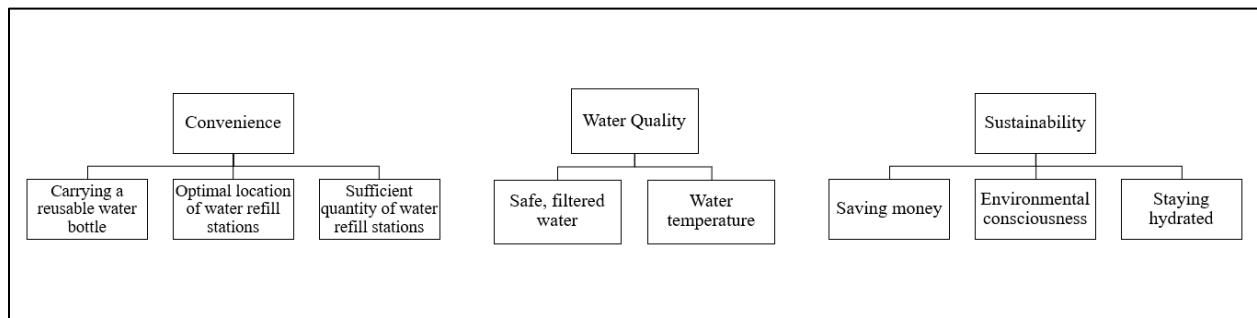 Convenience
Carrying a
reusable water
bottle
Optimal location
of water refill
stations
Sufficient
quantity of water
refill stations
Water Quality
Safe, filtered
water
Water
temperature
Sustainability
Saving money
Environmental
consciousness
Staying
hydrated